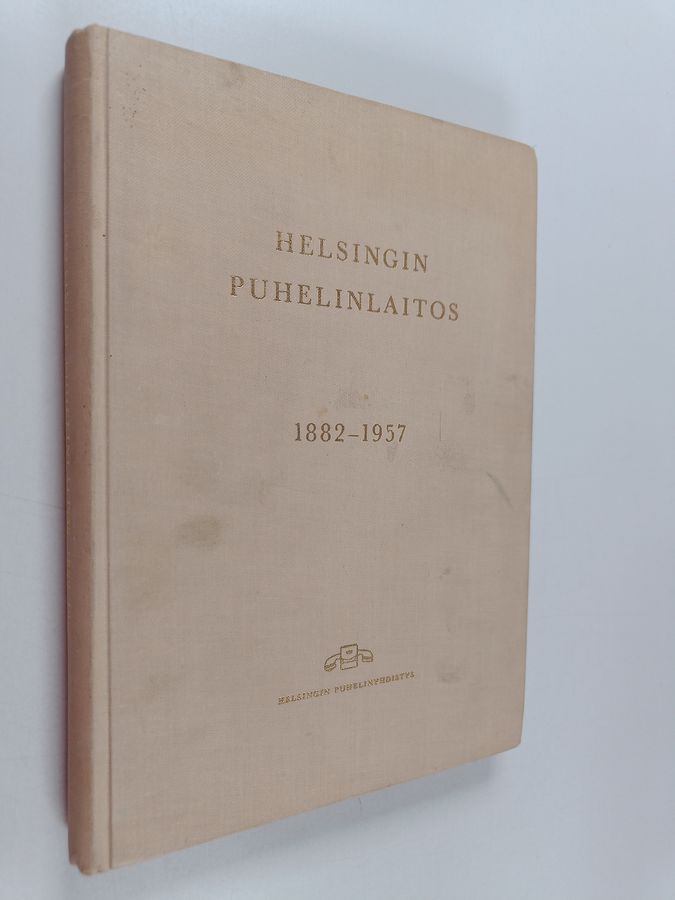 HELSINGIN
PUHELINLAITOS
1882–1957
HELSINGIN PUHELINYHDISTYS